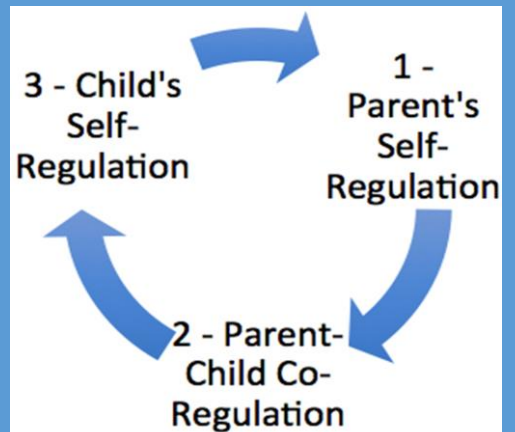 1 -
Parent's
Self-
Regulation
2 - Parent-
Child Co-
Regulation
3 - Child's
Self-
Regulation